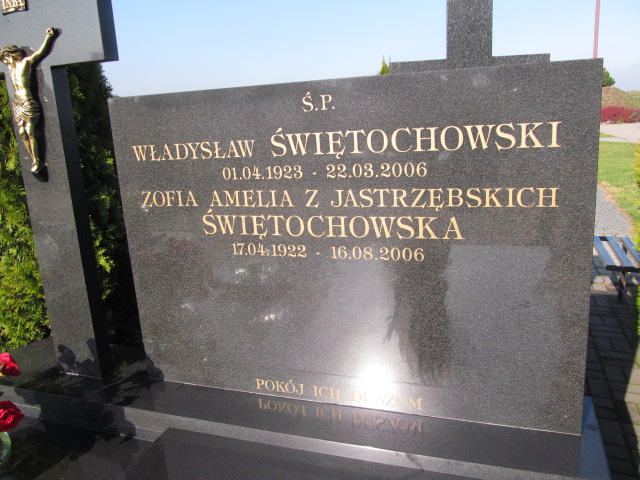 Ś.P.
WŁADYSŁAW ŚWIĘTOCHOWSKI
01.04.1923 - 22.03.2006
ZOFIA AMELIA Z JASTRZĘBSKICH
ŚWIĘTOCHOWSKA
17.04.1922 - 16.08.2006
POKÓJ ICH DUSZOM